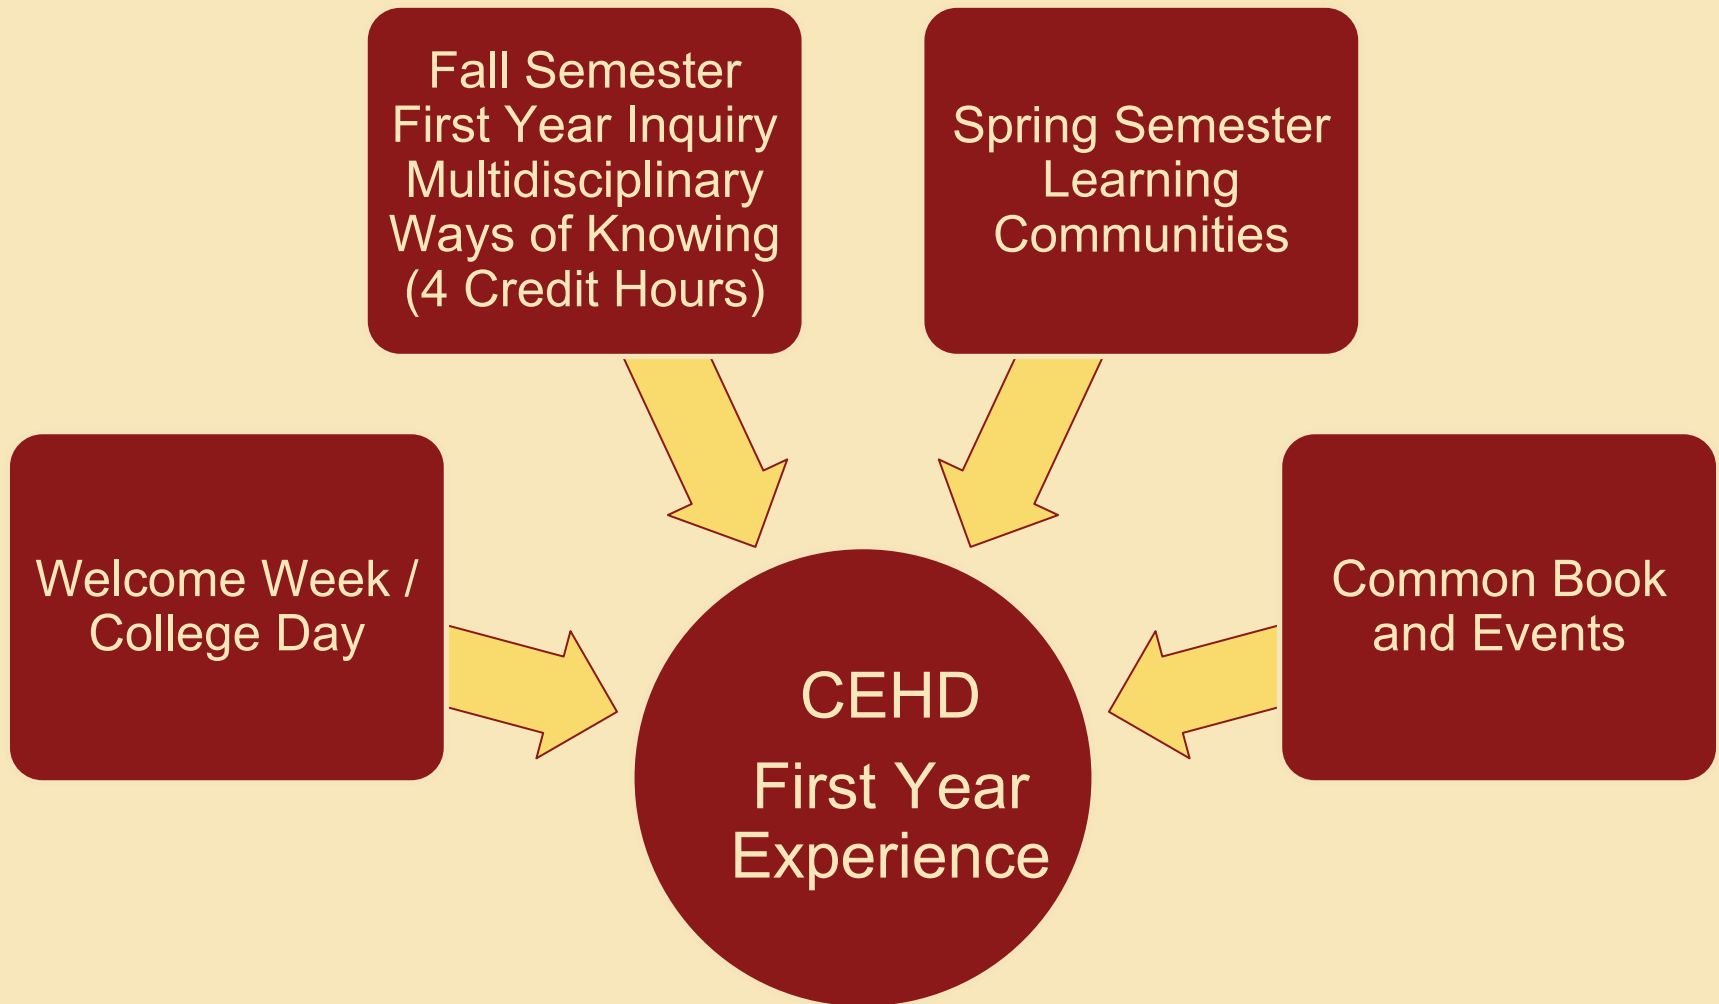 Fall Semester
First Year Inquiry
Multidisciplinary
Ways of Knowing
(4 Credit Hours)
Spring Semester
Learning
Communities
Welcome Week /
College Day
Common Book
and Events
CEHD
First Year
Experience